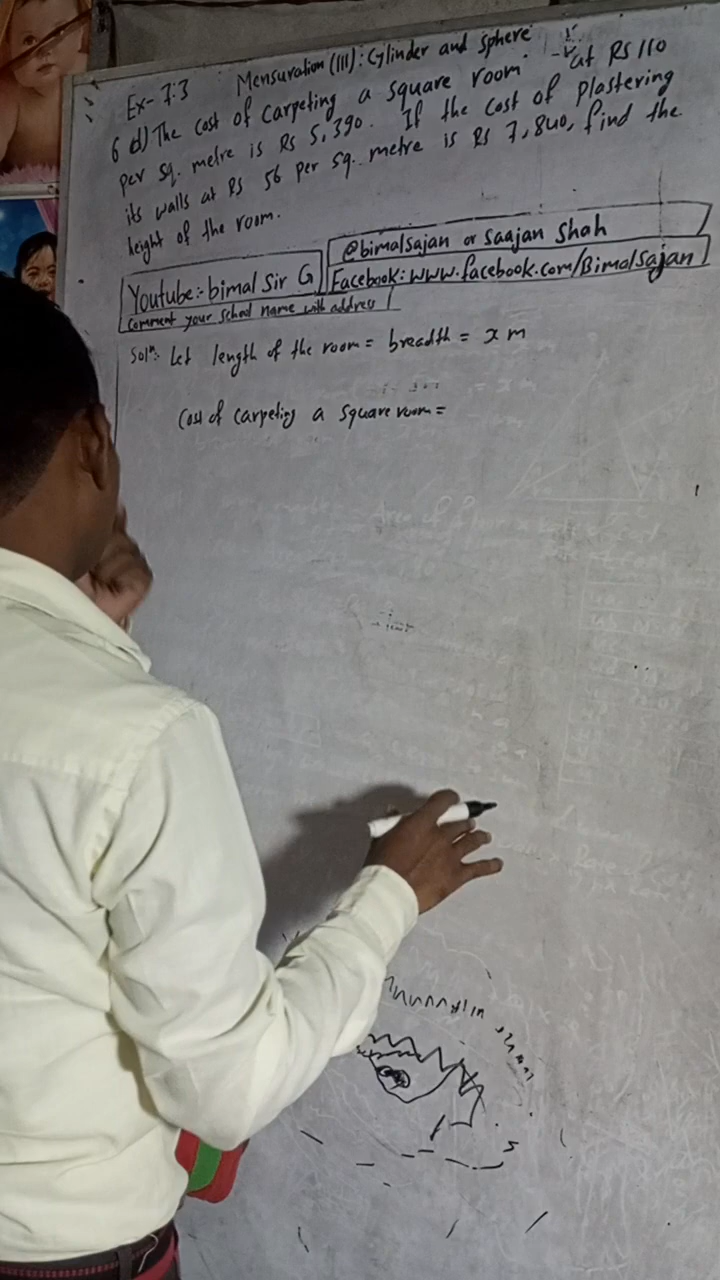 Ex- 7.3 Mensuration (III): Cylinder and sphere
6 d) The cost of carpeting a square room at RS 110
per sq. metre is RS 5,390. If the cost of plastering
its walls at RS 56 per sq. metre is RS 7,840, find the
height of the room.
@bimalsajan or Saajan Shah
Youtube:- bimal Sir G
Facebook: www.facebook.com/Bimalsajan
Comment your school name with address
Solⁿ:- Let length of the room = breadth = x m
Cost of carpeting a square room =